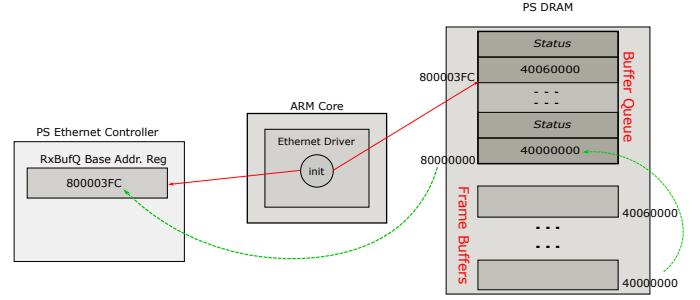 PS DRAM
Status
40060000
800003FC
- - -
- - -
Status
40000000
80000000
Buffer Queue
ARM Core
Ethernet Driver
init
PS Ethernet Controller
RxBufQ Base Addr. Reg
800003FC
Frame Buffers
40060000
- - -
- - -
40000000